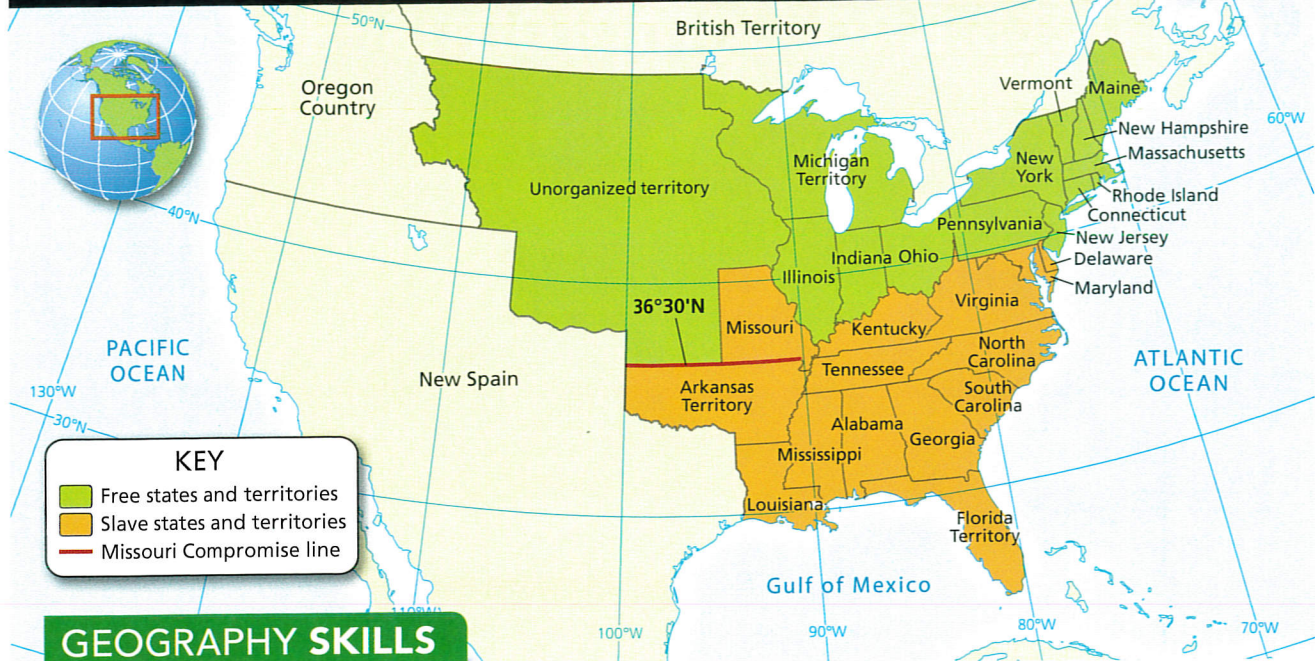 50°N
British Territory
Oregon
Country
Vermont
Maine
60°W
New Hampshire
Massachusetts
Michigan
Territory
New
York
Unorganized territory
Rhode Island
Connecticut
40°N
Pennsylvania
New Jersey
Delaware
Indiana
Ohio
Illinois
Maryland
36°30'N
Virginia
Missouri
Kentucky
PACIFIC
OCEAN
North
Carolina
ATLANTIC
OCEAN
New Spain
Tennessee
Arkansas
Territory
South
Carolina
130°W
30°N
Alabama
Georgia
Mississippi
KEY
Free states and territories
Slave states and territories
Missouri Compromise line
Louisiana
Florida
Territory
Gulf of Mexico
110°W
GEOGRAPHY SKILLS
100°W
90°W
80°W
70°W